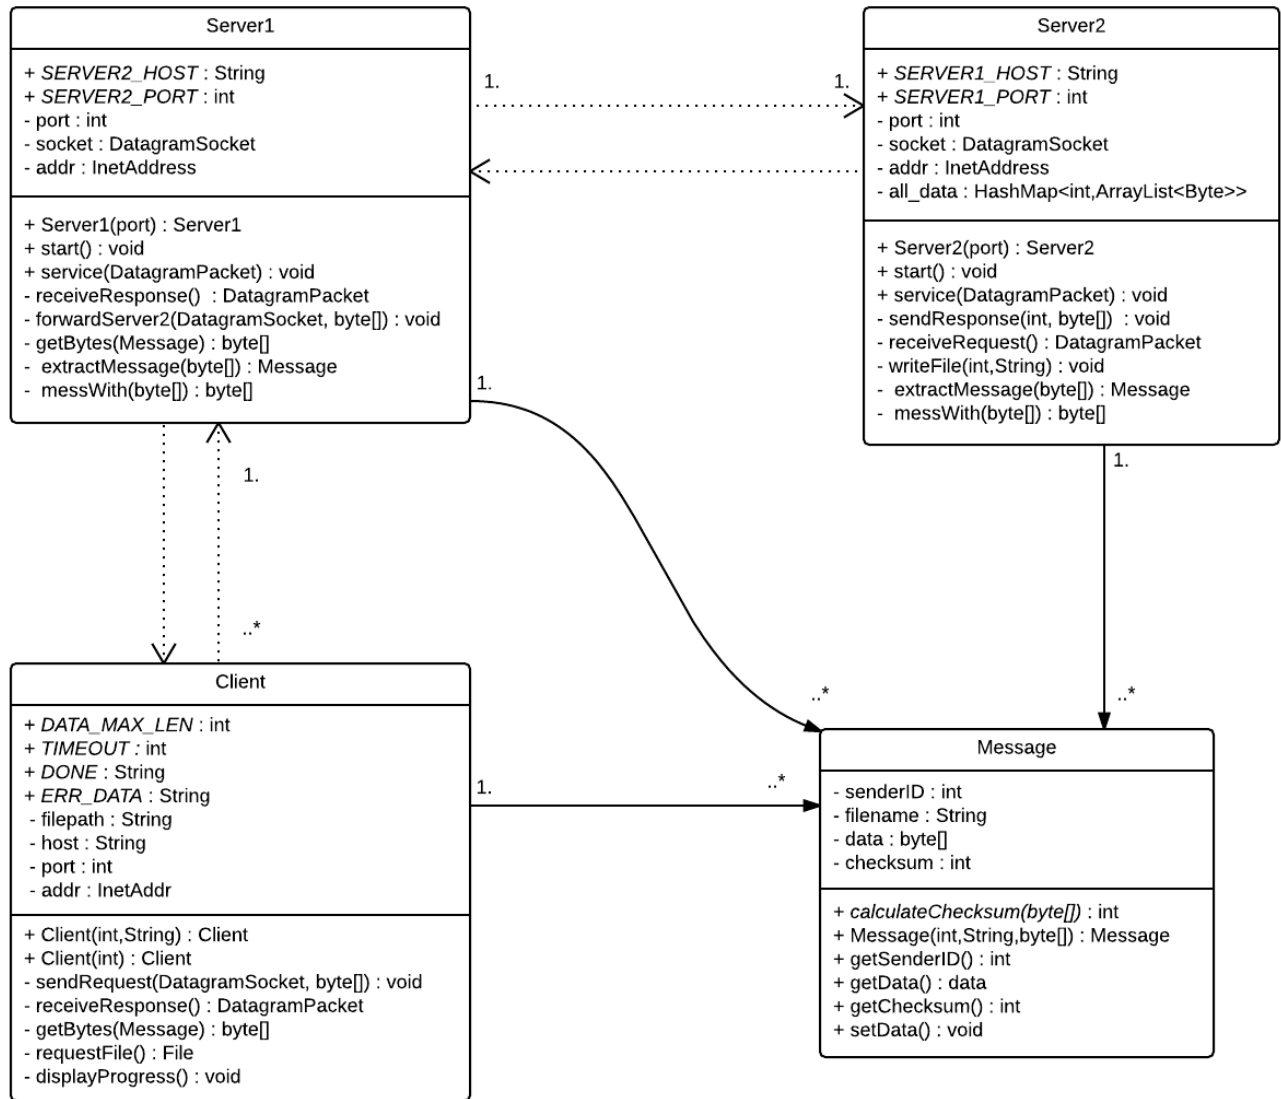 Server1
+ SERVER2_HOST : String
+ SERVER2_PORT : int
- port : int
- socket : DatagramSocket
- addr : InetAddress
+ Server1(port) : Server1
+ start() : void
+ service(DatagramPacket) : void
- receiveResponse()  : DatagramPacket
- forwardServer2(DatagramSocket, byte[]) : void
- getBytes(Message) : byte[]
-  extractMessage(byte[]) : Message
-  messWith(byte[]) : byte[]
1.
1.
Server2
+ SERVER1_HOST : String
+ SERVER1_PORT : int
- port : int
- socket : DatagramSocket
- addr : InetAddress
- all_data : HashMap<int,ArrayList<Byte>>
+ Server2(port) : Server2
+ start() : void
+ service(DatagramPacket) : void
- sendResponse(int, byte[])  : void
- receiveRequest() : DatagramPacket
- writeFile(int,String) : void
-  extractMessage(byte[]) : Message
-  messWith(byte[]) : byte[]
1.
1.
1.
..*
..*
..*
Client
+ DATA_MAX_LEN : int
+ TIMEOUT : int
+ DONE : String
+ ERR_DATA : String
- filepath : String
- host : String
- port : int
- addr : InetAddr
+ Client(int,String) : Client
+ Client(int) : Client
- sendRequest(DatagramSocket, byte[]) : void
- receiveResponse() : DatagramPacket
- getBytes(Message) : byte[]
- requestFile() : File
- displayProgress() : void
1.
..*
Message
- senderID : int
- filename : String
- data : byte[]
- checksum : int
+ calculateChecksum(byte[]) : int
+ Message(int,String,byte[]) : Message
+ getSenderID() : int
+ getData() : data
+ getChecksum() : int
+ setData() : void